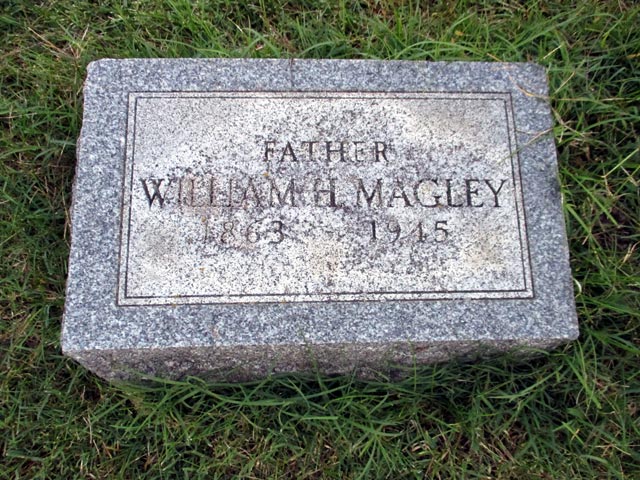 FATHER
WILLIAM H. MAGLEY
1863 - 1945